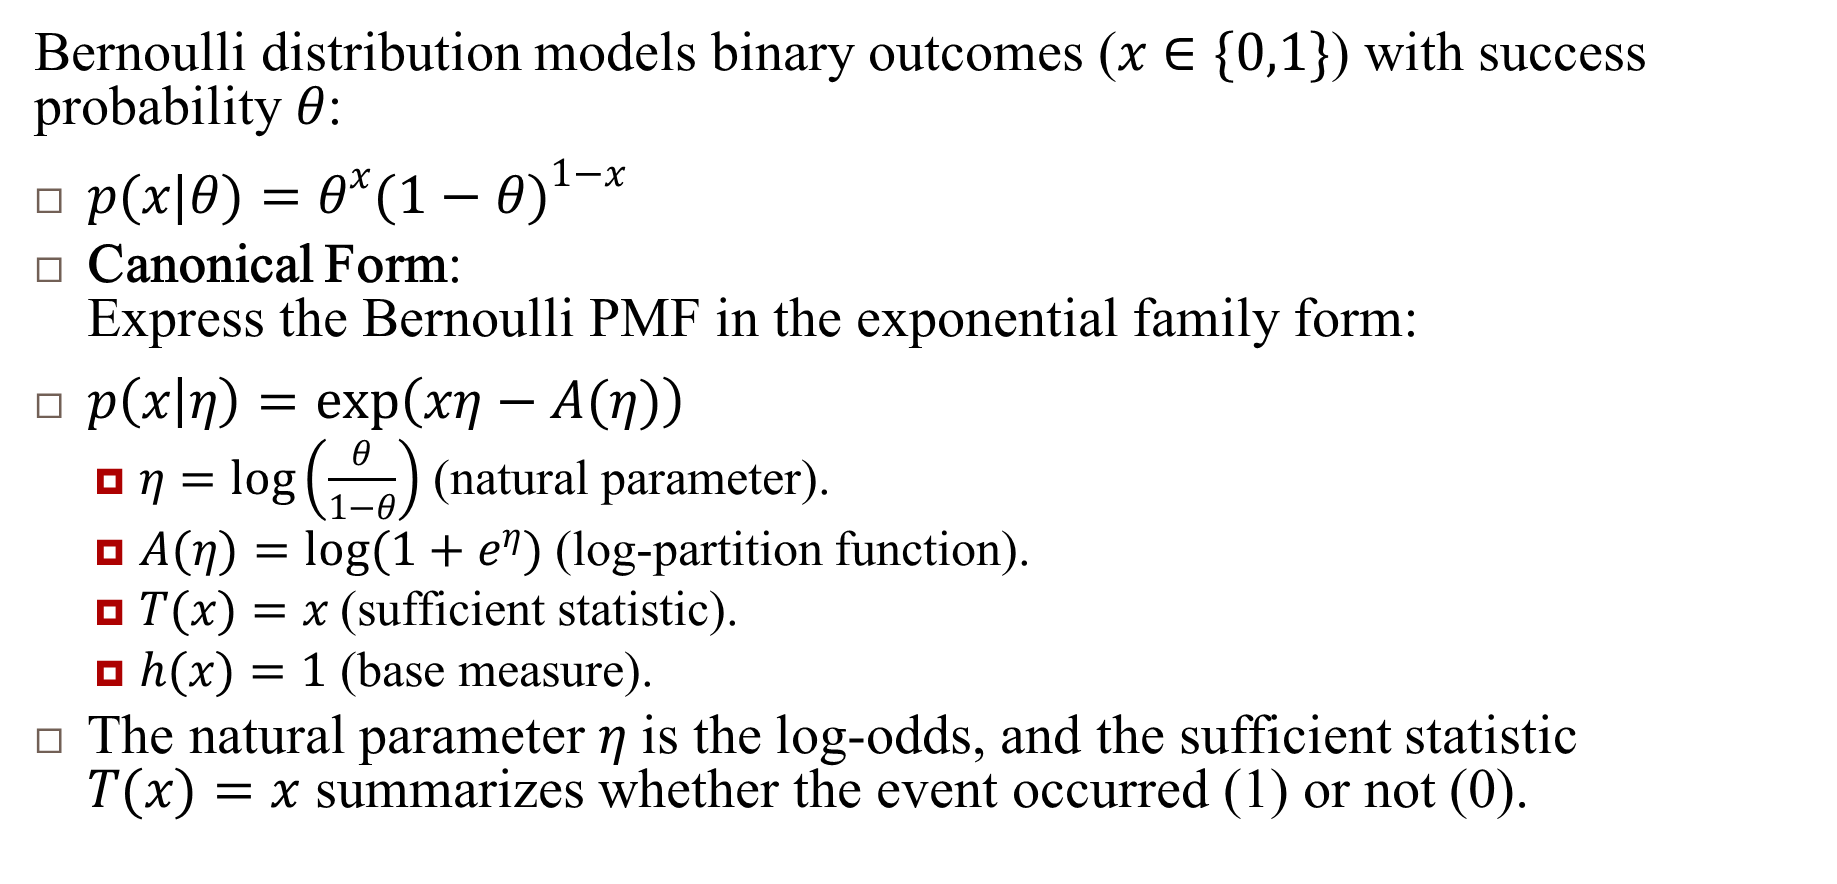 Bernoulli distribution models binary outcomes (x ∈ {0,1}) with success
probability θ:
□ p(x|θ) = θ^x(1 − θ)^{1−x}
□ Canonical Form:
Express the Bernoulli PMF in the exponential family form:
□ p(x|η) = exp(xη − A(η))
□ η = log(θ/(1−θ)) (natural parameter).
□ A(η) = log(1 + e^η) (log-partition function).
□ T(x) = x (sufficient statistic).
□ h(x) = 1 (base measure).
□ The natural parameter η is the log-odds, and the sufficient statistic
T(x) = x summarizes whether the event occurred (1) or not (0).